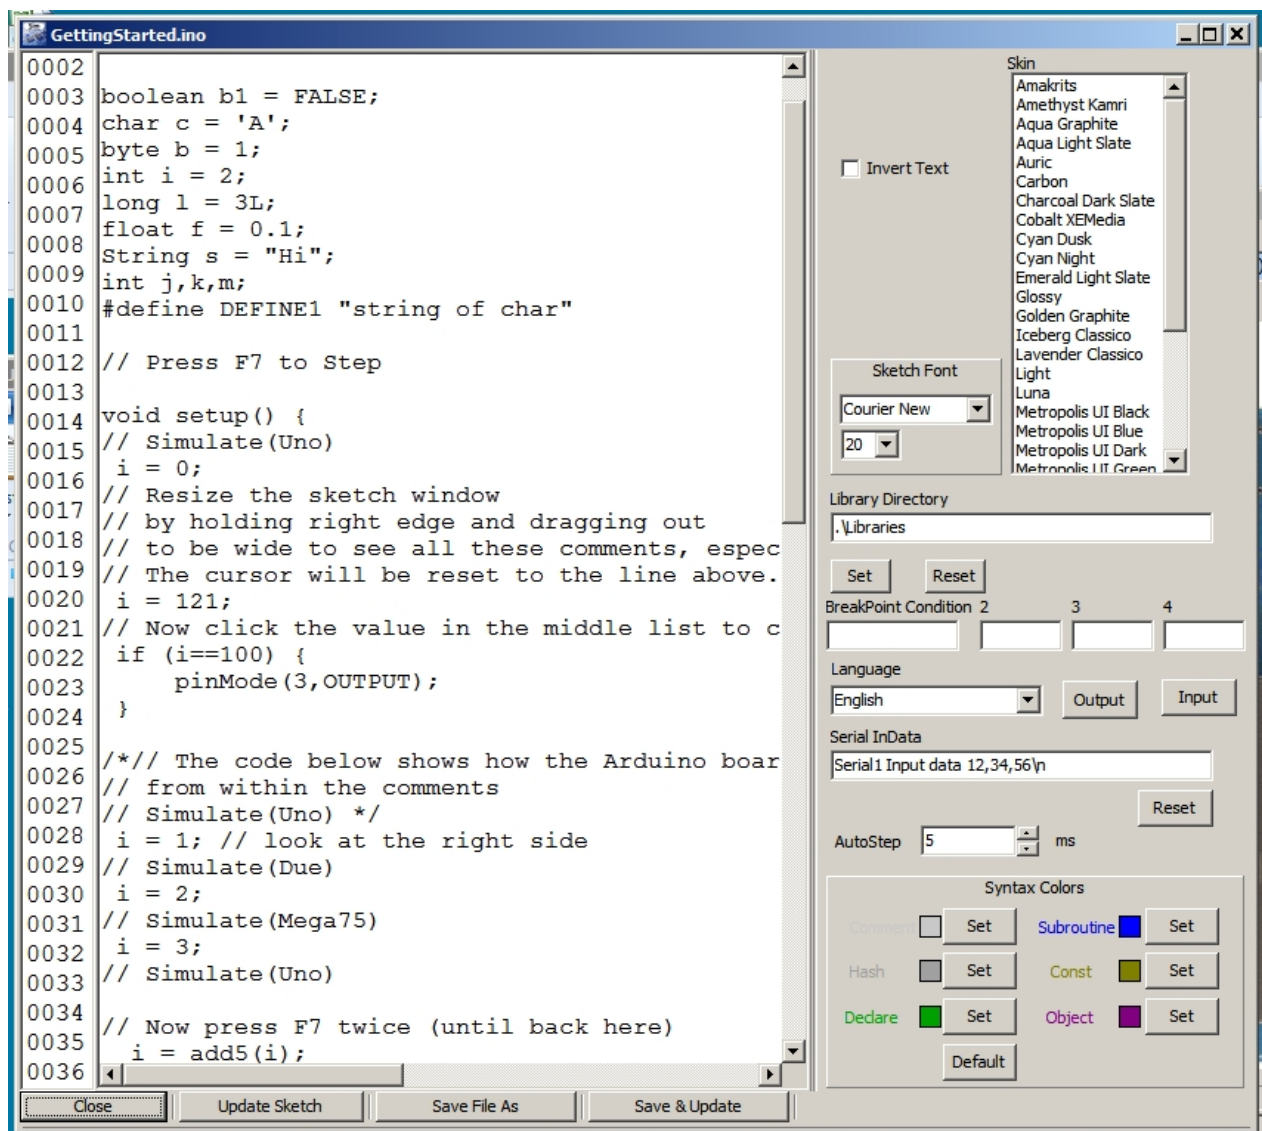 GettingStarted.ino
0002
0003 boolean b1 = FALSE;
0004 char c = 'A';
0005 byte b = 1;
0006 int i = 2;
0007 long l = 3L;
0008 float f = 0.1;
0009 String s = "Hi";
0010 int j,k,m;
0011 #define DEFINE1 "string of char"
0012 // Press F7 to Step
0013
0014 void setup() {
0015 // Simulate(Uno)
0016 i = 0;
0017 // Resize the sketch window
0018 // by holding right edge and dragging out
0019 // to be wide to see all these comments, espec
0020 // The cursor will be reset to the line above.
0021 i = 121;
0022 // Now click the value in the middle list to c
0023 if (i==100) {
0024 pinMode(3,OUTPUT);
0025 }
0026 /*// The code below shows how the Arduino boar
0027 // from within the comments
0028 // Simulate(Uno) */
0029 i = 1; // look at the right side
0030 // Simulate(Due)
0031 i = 2;
0032 // Simulate(Mega75)
0033 i = 3;
0034 // Simulate(Uno)
0035 // Now press F7 twice (until back here)
0036 i = add5(i);
Close
Update Sketch
Save File As
Save & Update
Invert Text
Skin
Amakrits
Amethyst Kamri
Aqua Graphite
Aqua Light Slate
Auric
Carbon
Charcoal Dark Slate
Cobalt XEMedia
Cyan Dusk
Cyan Night
Emerald Light Slate
Glossy
Golden Graphite
Iceberg Classico
Lavender Classico
Light
Luna
Metropolis UI Black
Metropolis UI Blue
Metropolis UI Dark
Metropolis UI Green
Sketch Font
Courier New
20
Library Directory
.\Libraries
Set Reset
BreakPoint Condition 2 3 4
Language
English
Output Input
Serial InData
Serial1 Input data 12,34,56\n
Reset
AutoStep 5 ms
Syntax Colors
Comment Set Subroutine Set
Hash Set Const Set
Declare Set Object Set
Default